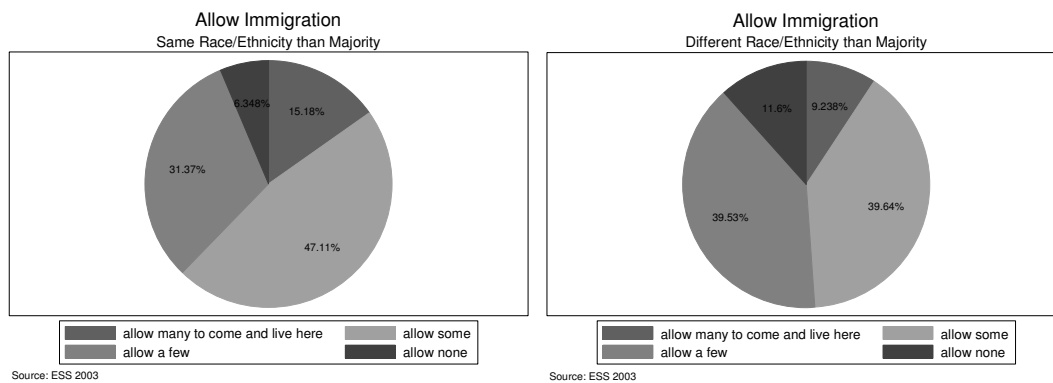 Allow Immigration
Same Race/Ethnicity than Majority
6.348%
15.18%
31.37%
47.11%
allow many to come and live here
allow some
allow a few
allow none
Source: ESS 2003
Allow Immigration
Different Race/Ethnicity than Majority
11.6%
9.238%
39.53%
39.64%
allow many to come and live here
allow some
allow a few
allow none
Source: ESS 2003